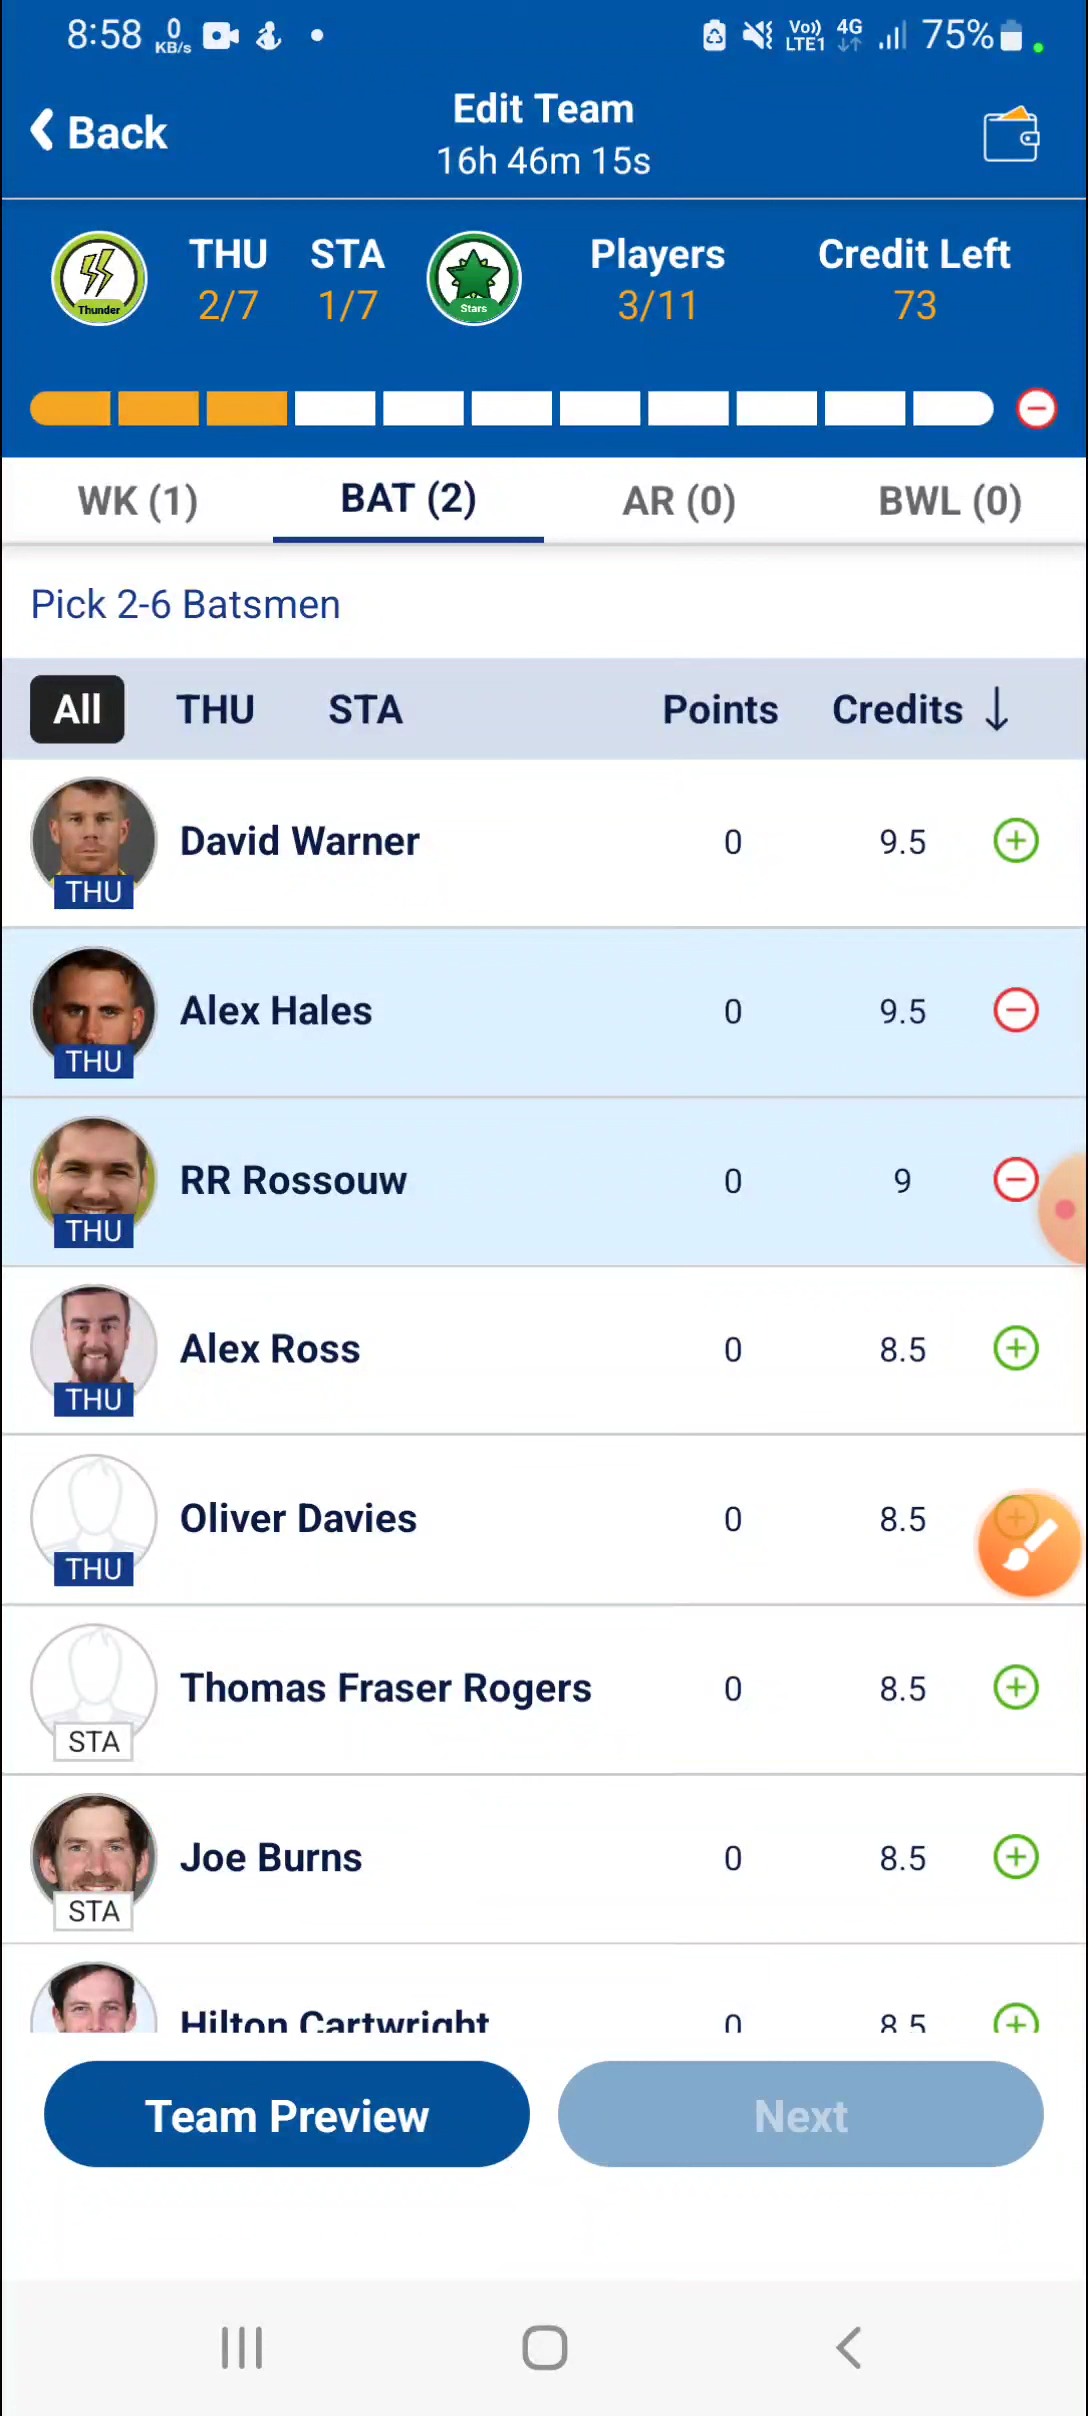 8:58 0 KB/s Vo)) LTE1 4G 75%
Back
Edit Team
16h 46m 15s
Thunder
THU
2/7
STA
1/7
Stars
Players
3/11
Credit Left
73
WK (1) BAT (2) AR (0) BWL (0)
Pick 2-6 Batsmen
All THU STA Points Credits ↓
David Warner 0 9.5
THU
Alex Hales 0 9.5
THU
RR Rossouw 0 9
THU
Alex Ross 0 8.5
THU
Oliver Davies 0 8.5
THU
Thomas Fraser Rogers 0 8.5
STA
Joe Burns 0 8.5
STA
Hilton Cartwright 0 8.5
Team Preview Next